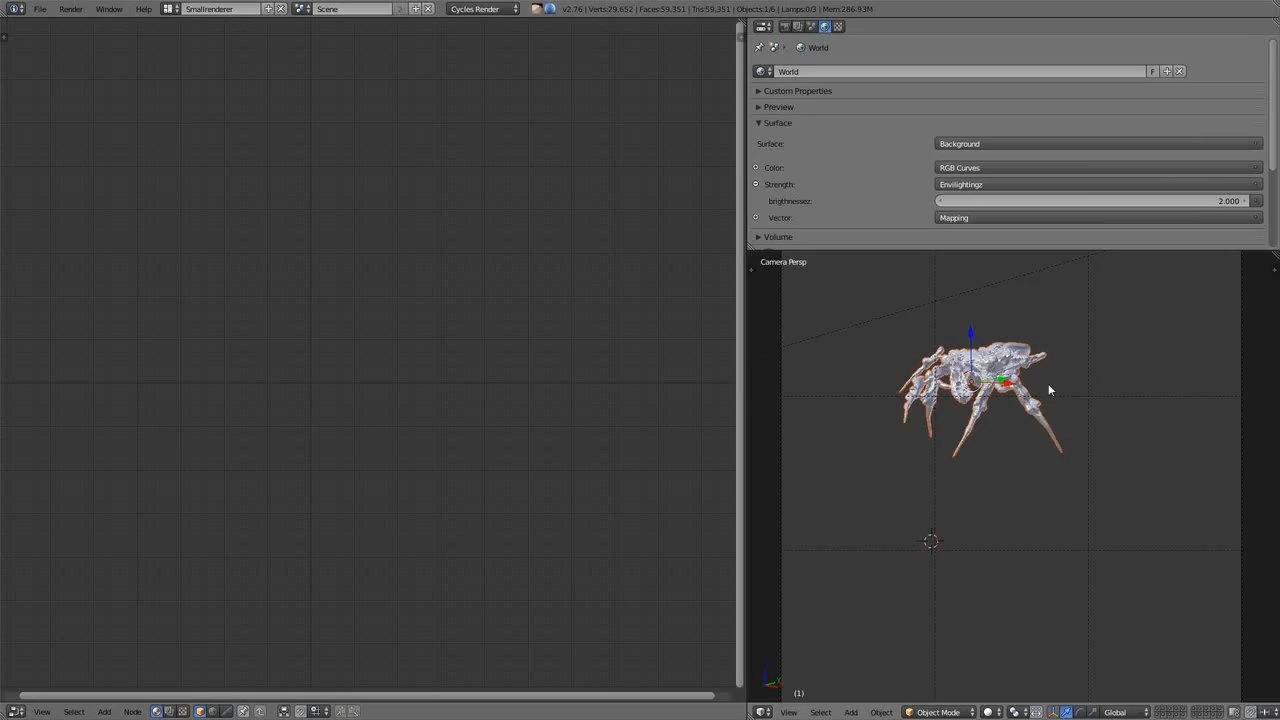 File Render Window Help Smallrenderer Scene 2 Cycles Render v2.76 | Verts:29,652 | Faces:59,351 | Tris:59,351 | Objects:1/6 | Lamps:0/3 | Mem:286.93M
World
World F
Custom Properties
Preview
Surface
Surface: Background
Color: RGB Curves
Strength: Envilightingz
brigthnessez: 2.000
Vector: Mapping
Volume
Camera Persp
(1)
View Select Add Node
View Select Add Object Object Mode Global